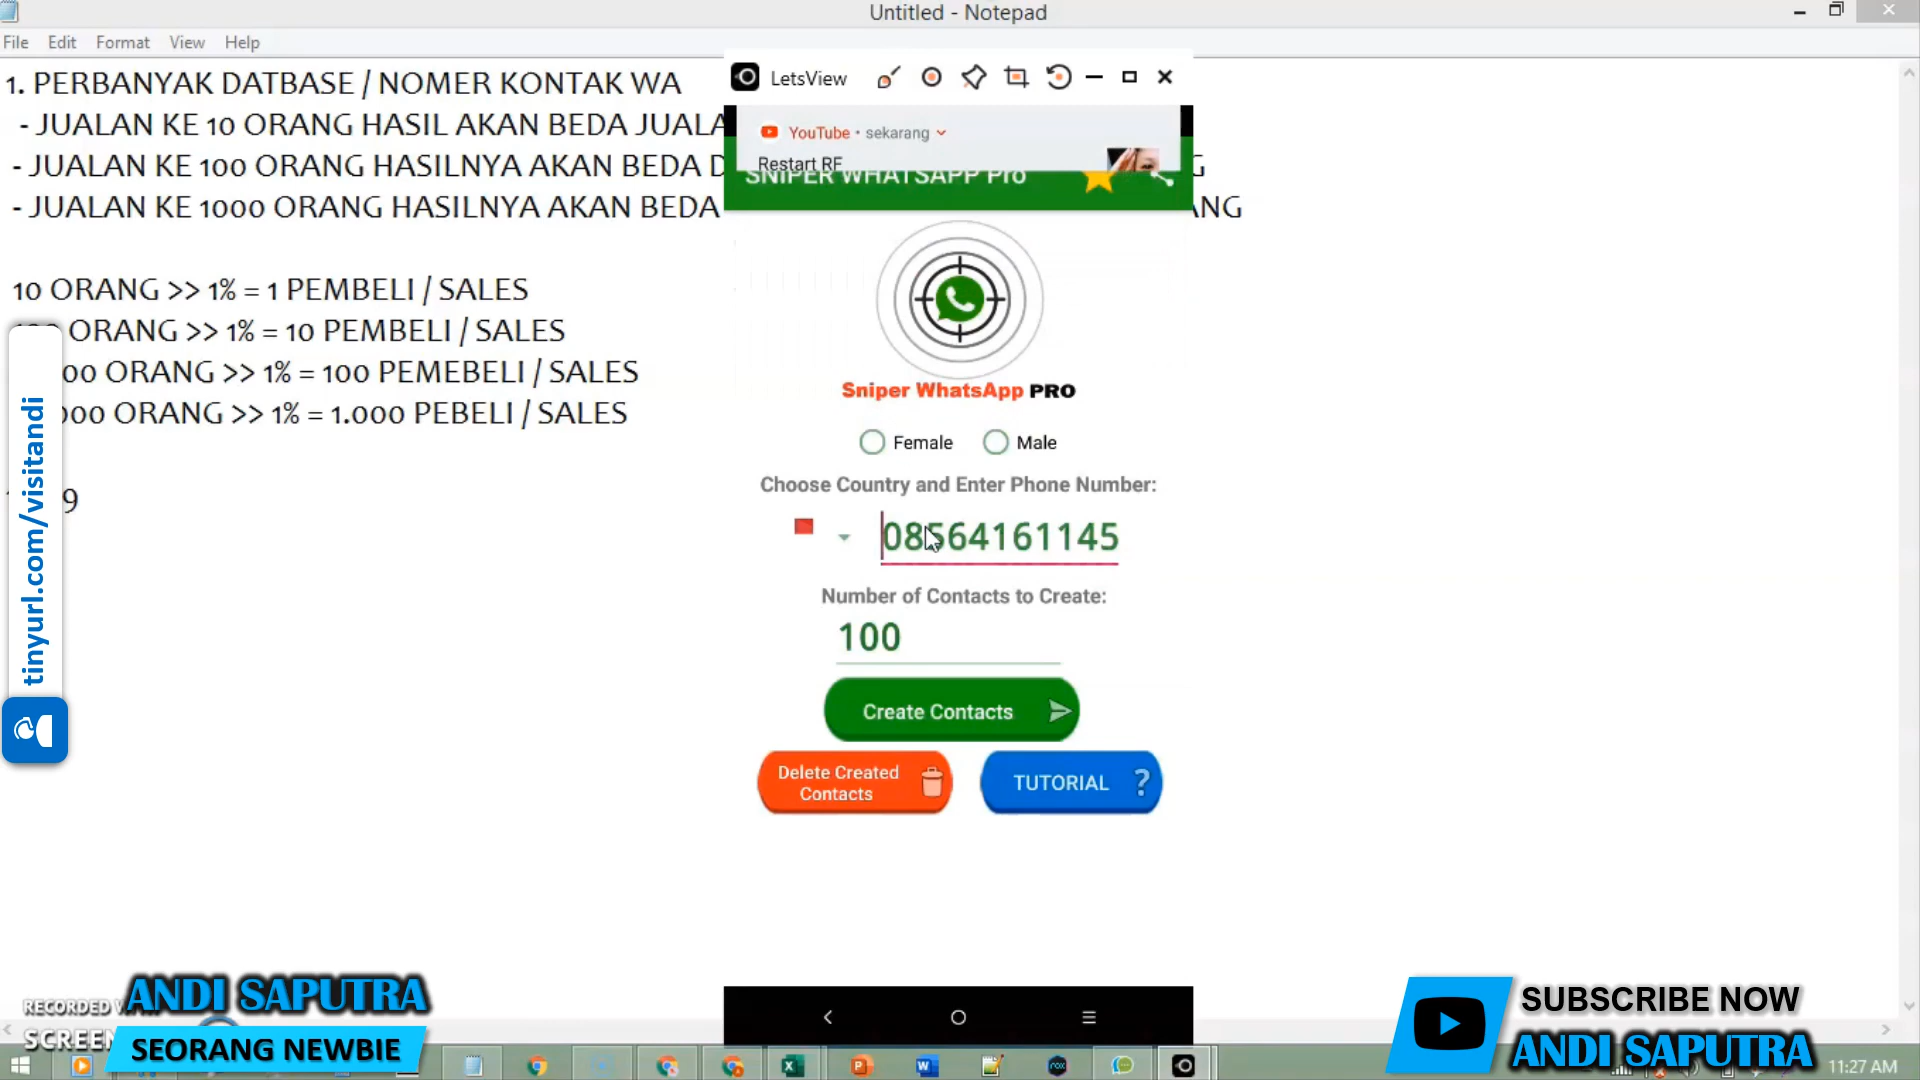 Untitled - Notepad
File Edit Format View Help
1. PERBANYAK DATBASE / NOMER KONTAK WA
- JUALAN KE 10 ORANG HASIL AKAN BEDA
- JUALAN KE 100 ORANG HASILNYA AKAN BEDA
- JUALAN KE 1000 ORANG HASILNYA AKAN BEDA
10 ORANG >> 1% = 1 PEMBELI / SALES
ORANG >> 1% = 10 PEMBELI / SALES
00 ORANG >> 1% = 100 PEMEBELI / SALES
000 ORANG >> 1% = 1.000 PEBELI / SALES
9
tinyurl.com/visitandi
LetsView
YouTube • sekarang
Restart RF
SNIPER WHATSAPP Pro
Sniper WhatsApp PRO
Female Male
Choose Country and Enter Phone Number:
08564161145
Number of Contacts to Create:
100
Create Contacts
Delete Created
Contacts
TUTORIAL ?
RECORDED
SCREEN
ANDI SAPUTRA
SEORANG NEWBIE
SUBSCRIBE NOW
ANDI SAPUTRA
11:27 AM